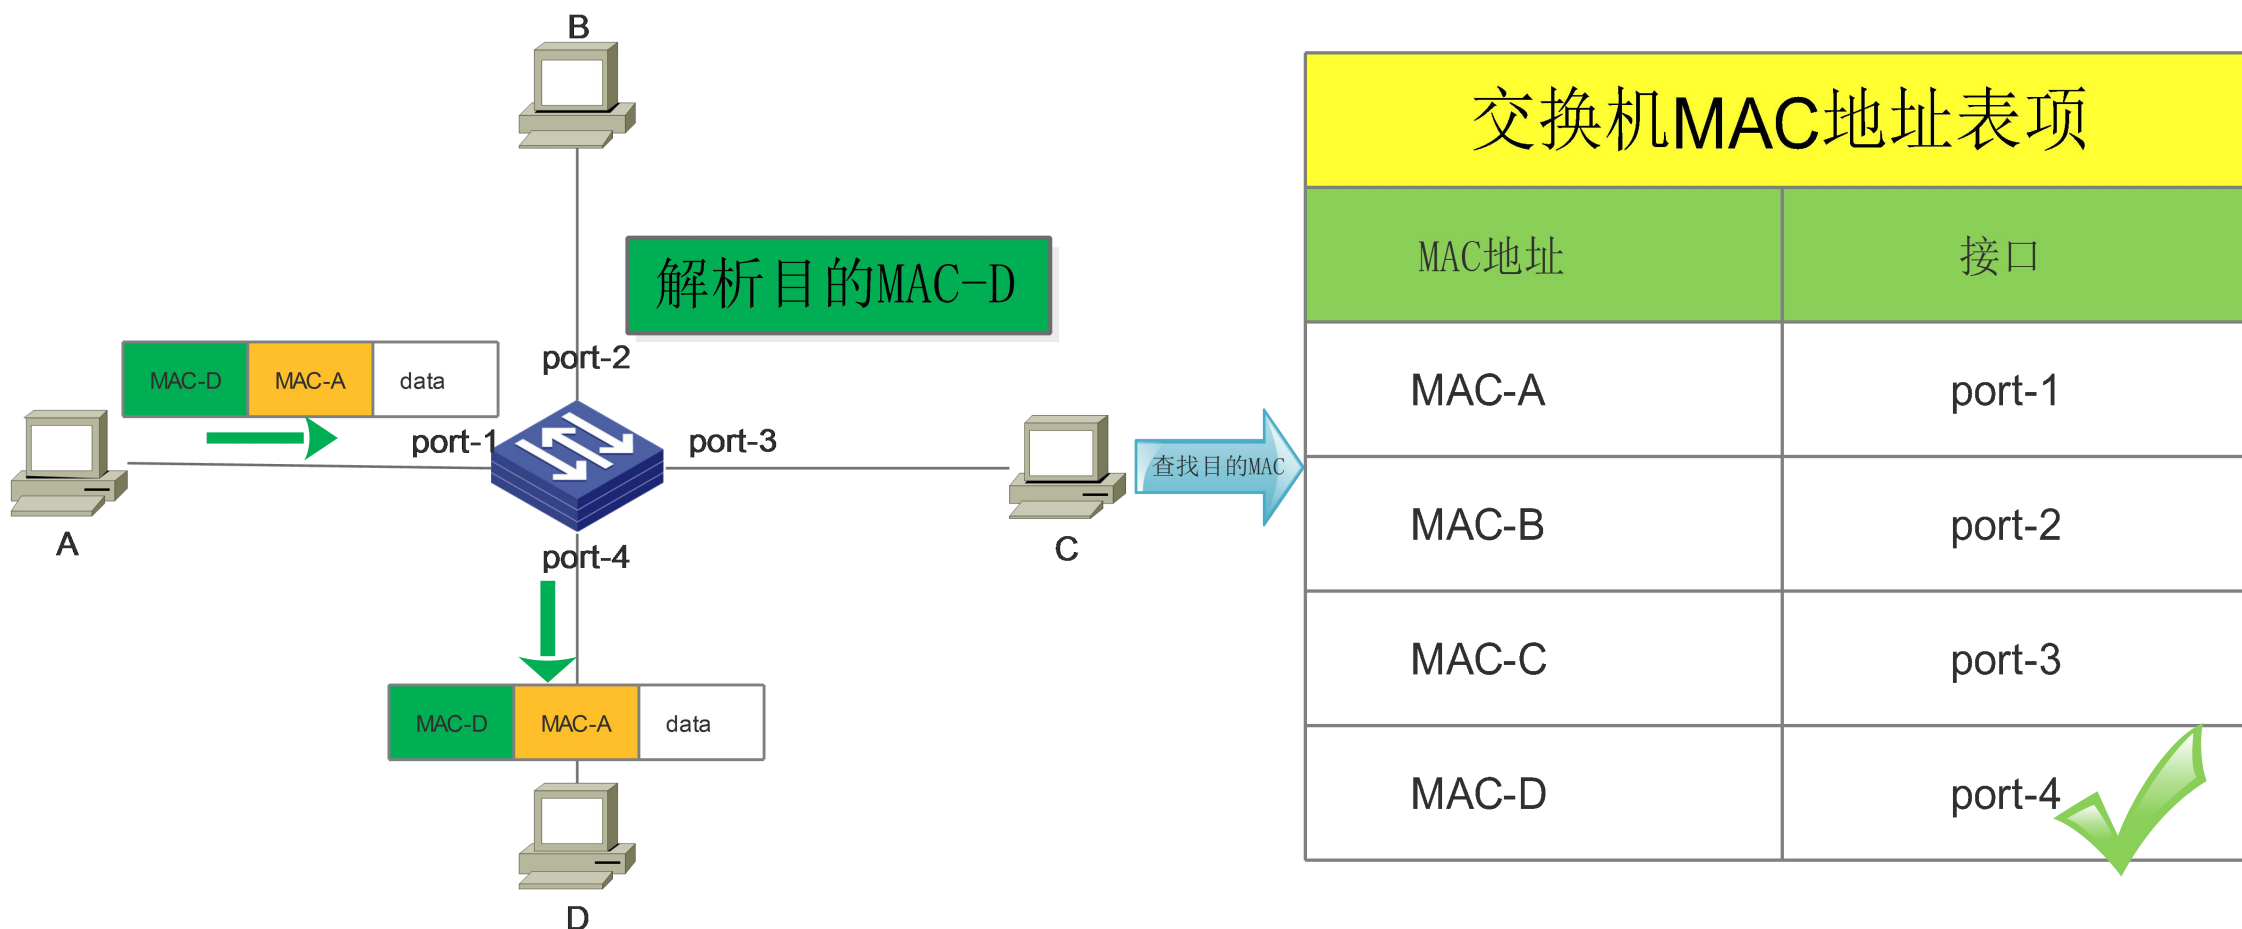 B
解析目的MAC-D
port-2
MAC-D MAC-A data
port-1
port-3
A
C
port-4
MAC-D MAC-A data
D
查找目的MAC
交换机MAC地址表项
MAC地址 接口
MAC-A port-1
MAC-B port-2
MAC-C port-3
MAC-D port-4